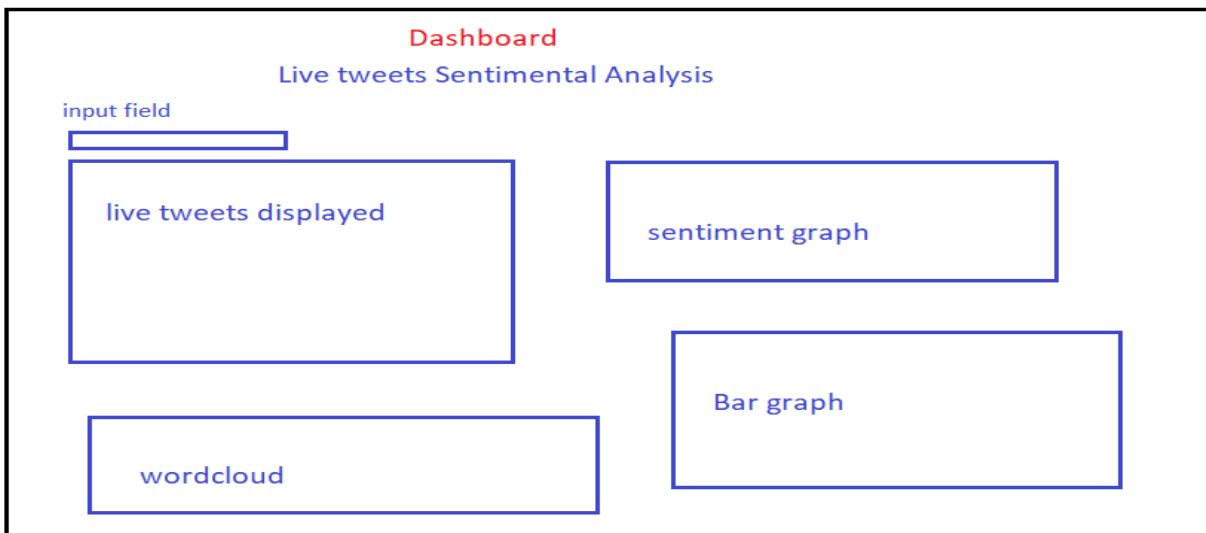 Dashboard
Live tweets Sentimental Analysis
input field
live tweets displayed
sentiment graph
Bar graph
wordcloud